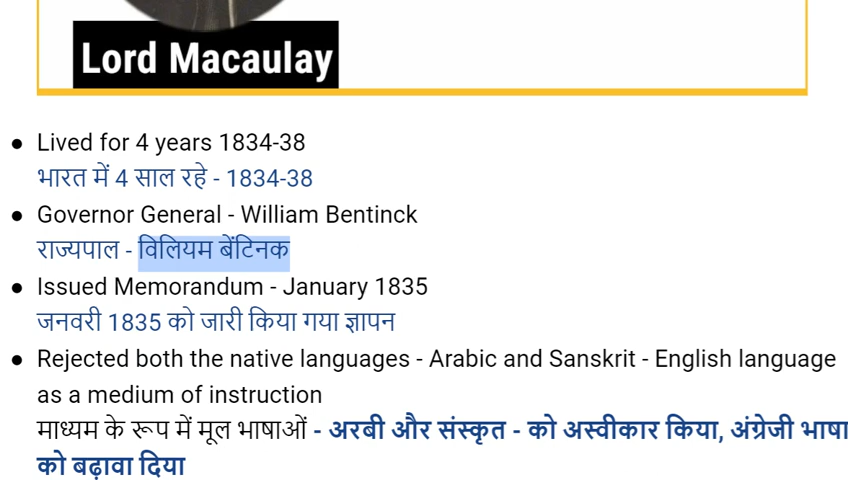 Lord Macaulay
● Lived for 4 years 1834-38
भारत में 4 साल रहे - 1834-38
● Governor General - William Bentinck
राज्यपाल - विलियम बेंटिनक
● Issued Memorandum - January 1835
जनवरी 1835 को जारी किया गया ज्ञापन
● Rejected both the native languages - Arabic and Sanskrit - English language
as a medium of instruction
माध्यम के रूप में मूल भाषाओं - अरबी और संस्कृत - को अस्वीकार किया, अंग्रेजी भाषा
को बढ़ावा दिया